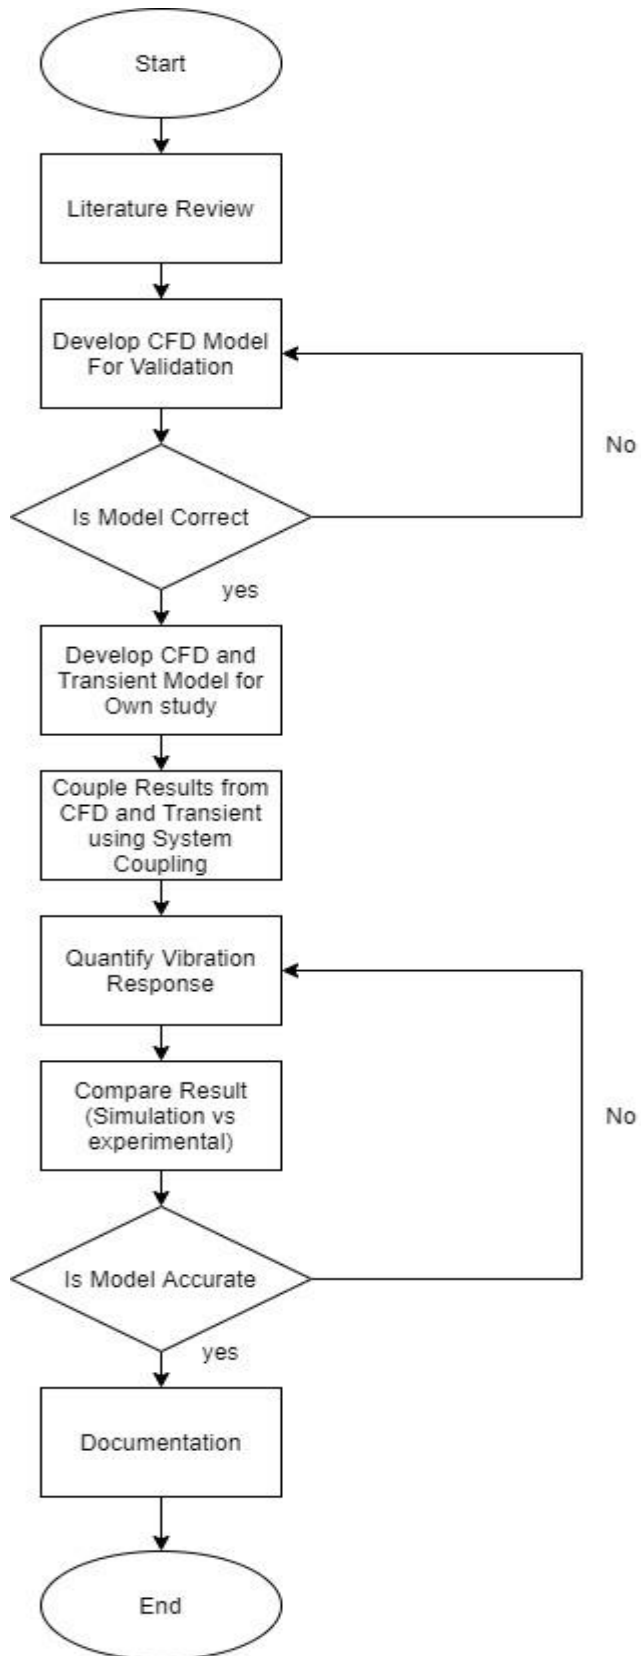 Start
Literature Review
Develop CFD Model
For Validation
No
Is Model Correct
yes
Develop CFD and
Transient Model for
Own study
Couple Results from
CFD and Transient
using System
Coupling
Quantify Vibration
Response
Compare Result
(Simulation vs
experimental)
No
Is Model Accurate
yes
Documentation
End